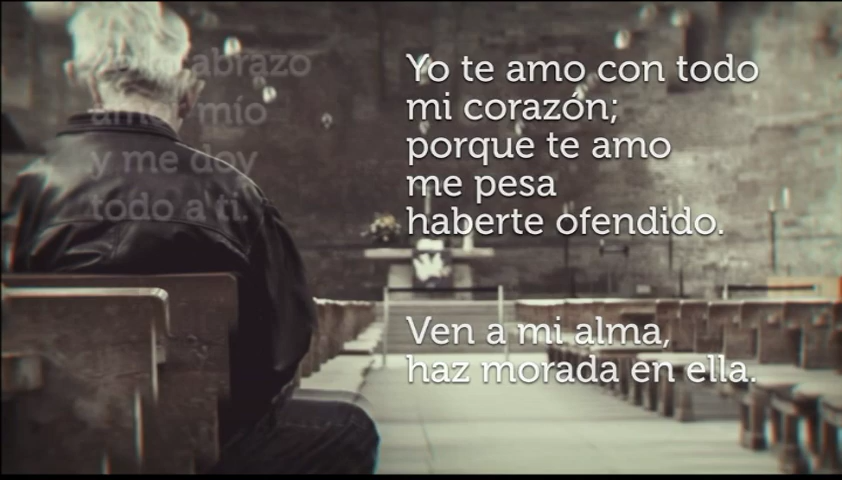 abrazo
mío
y me doy
todo a ti.
Yo te amo con todo
mi corazón;
porque te amo
me pesa
haberte ofendido.
Ven a mi alma,
haz morada en ella.